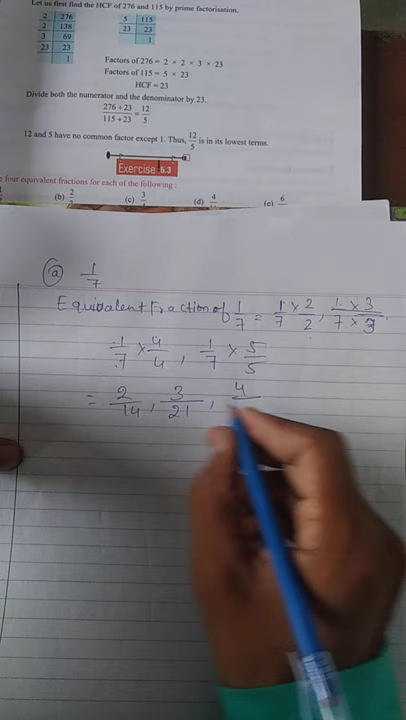 Let us first find the HCF of 276 and 115 by prime factorisation.
2 276
2 138
3 69
23 23
1
5 115
23 23
1
Factors of 276 = 2 × 2 × 3 × 23
Factors of 115 = 5 × 23
HCF = 23
Divide both the numerator and the denominator by 23.
276 ÷ 23 / 115 ÷ 23 = 12/5
12 and 5 have no common factor except 1. Thus, 12/5 is in its lowest terms.
Exercise 5.3
four equivalent fractions for each of the following :
(b) 2 (c) 3 (d) 4 (e) 6
(a) 1/7
Equivalent Fraction of 1/7 = 1 × 2 / 7 2, 1 × 3 / 7 × 3.
1/7 × 4/4, 1/7 × 5/5
= 2/14, 3/21, 4